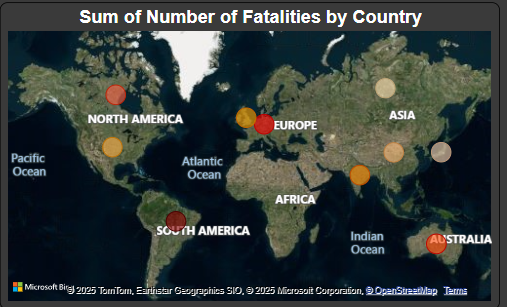 Sum of Number of Fatalities by Country
NORTH AMERICA
EUROPE
ASIA
Pacific
Ocean
Atlantic
Ocean
AFRICA
SOUTH AMERICA
Indian
Ocean
AUSTRALIA
Microsoft Bing
© 2025 TomTom, Earthstar Geographics SIO, © 2025 Microsoft Corporation, © OpenStreetMap Terms